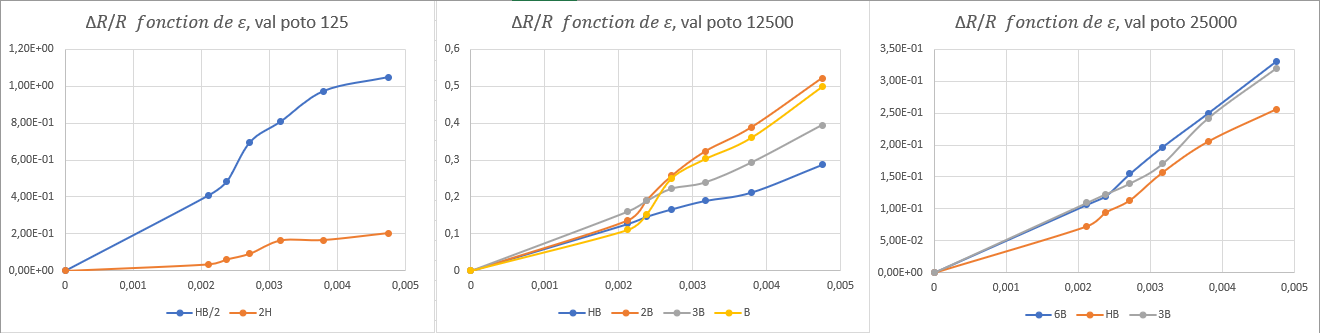 ΔR/R fonction de ε, val poto 125
1,20E+00
1,00E+00
8,00E-01
6,00E-01
4,00E-01
2,00E-01
0,00E+00
0 0,001 0,002 0,003 0,004 0,005
HB/2 2H
ΔR/R fonction de ε, val poto 12500
0,6
0,5
0,4
0,3
0,2
0,1
0
0 0,001 0,002 0,003 0,004 0,005
HB 2B 3B B
ΔR/R fonction de ε, val poto 25000
3,50E-01
3,00E-01
2,50E-01
2,00E-01
1,50E-01
1,00E-01
5,00E-02
0,00E+00
0 0,001 0,002 0,003 0,004 0,005
6B HB 3B